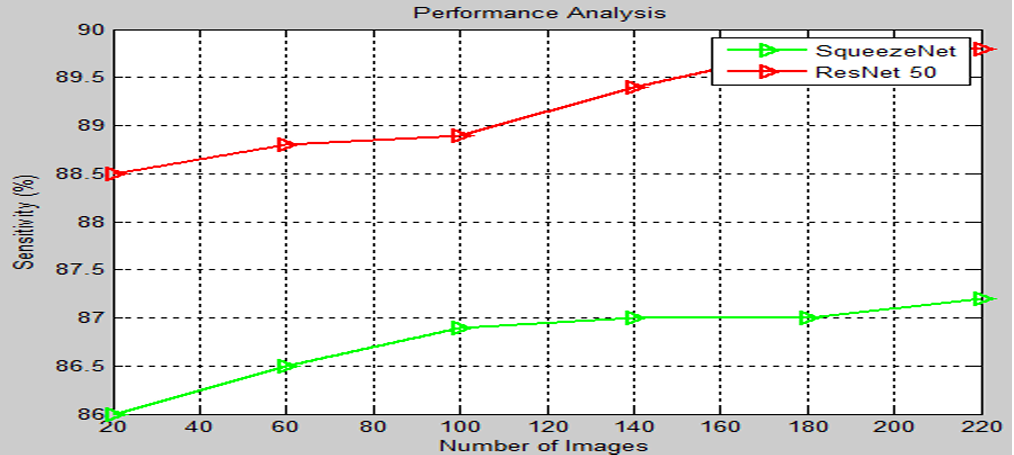 Performance Analysis
90
89.5
89
88.5
88
87.5
87
86.5
86
Sensitivity (%)
SqueezeNet
ResNet 50
20 40 60 80 100 120 140 160 180 200 220
Number of Images